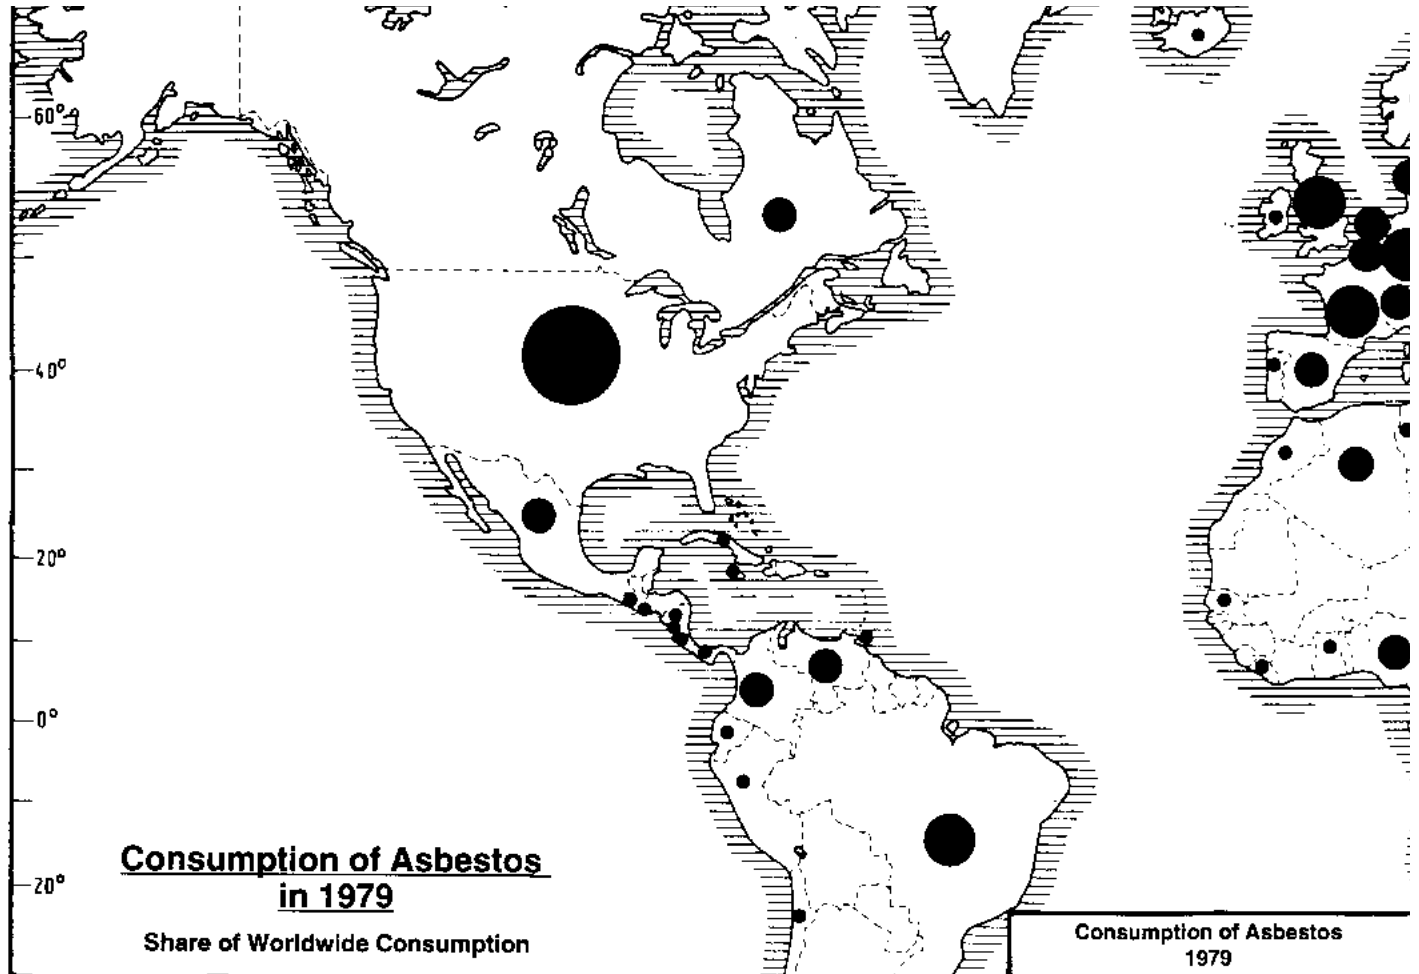 60°
40°
20°
0°
20°
Consumption of Asbestos
in 1979
Share of Worldwide Consumption
Consumption of Asbestos
1979